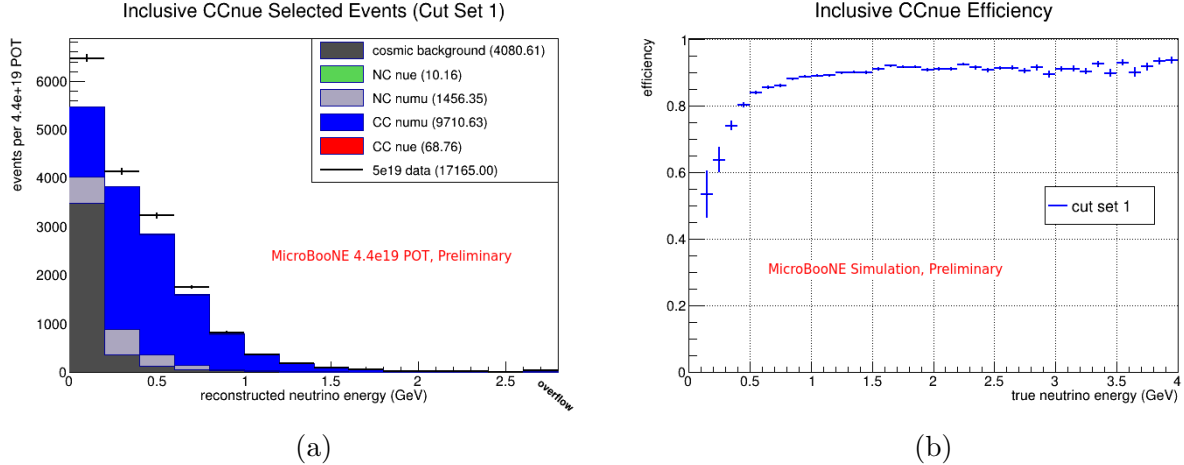 Inclusive CCnue Selected Events (Cut Set 1)
events per 4.4e+19 POT
6000
5000
4000
3000
2000
1000
0
cosmic background (4080.61)
NC nue (10.16)
NC numu (1456.35)
CC numu (9710.63)
CC nue (68.76)
5e19 data (17165.00)
MicroBooNE 4.4e19 POT, Preliminary
0 0.5 1 1.5 2 2.5 overflow
reconstructed neutrino energy (GeV)
(a)
Inclusive CCnue Efficiency
efficiency
1
0.8
0.6
0.4
0.2
0
cut set 1
MicroBooNE Simulation, Preliminary
0 0.5 1 1.5 2 2.5 3 3.5 4
true neutrino energy (GeV)
(b)